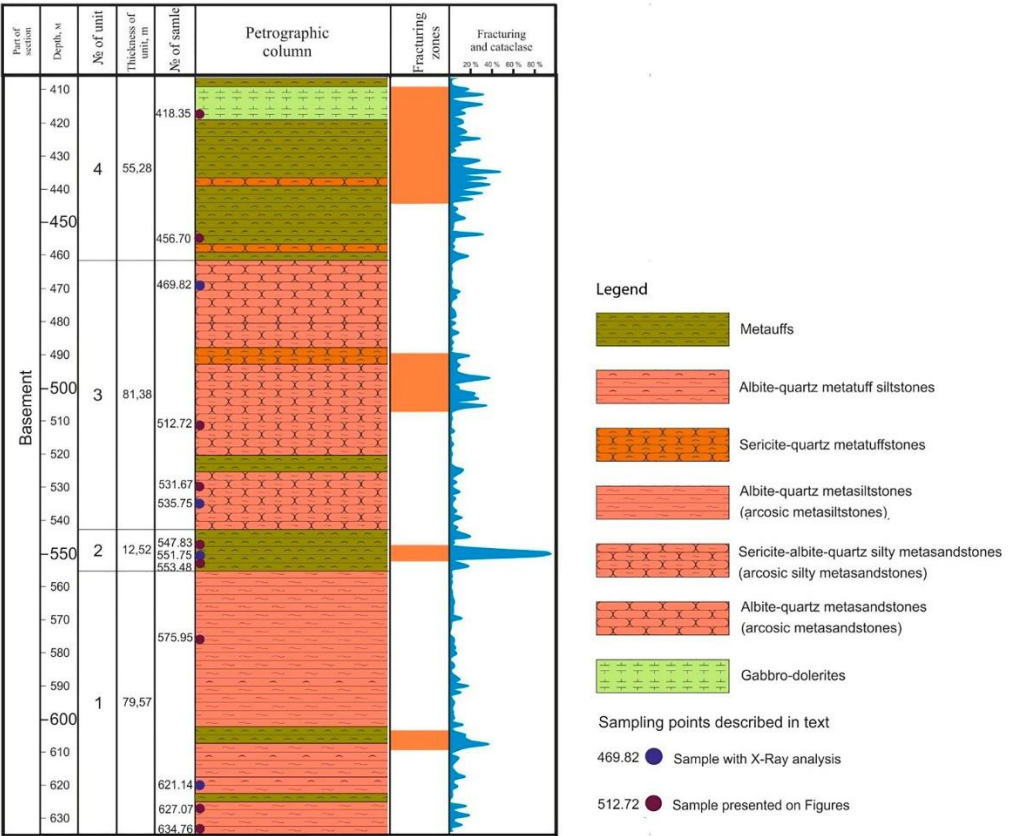 Part of
section
Depth, м
№ of unit
Thickness of
unit, m
№ of samle
Petrographic
column
Fracturing
zones
Fracturing
and cataclase
20 % 40 % 60 % 80 %
Basement
410
420
430
440
450
460
470
480
490
500
510
520
530
540
550
560
570
580
590
600
610
620
630
4
3
2
1
55,28
81,38
12,52
79,57
418.35
456.70
469.82
512.72
531.67
535.75
547.83
551.75
553.48
575.95
621.14
627.07
634.76
Legend
Metauffs
Albite-quartz metatuff siltstones
Sericite-quartz metatuffstones
Albite-quartz metasiltstones
(arcosic metasiltstones)
Sericite-albite-quartz silty metasandstones
(arcosic silty metasandstones)
Albite-quartz metasandstones
(arcosic metasandstones)
Gabbro-dolerites
Sampling points described in text
469.82 Sample with X-Ray analysis
512.72 Sample presented on Figures